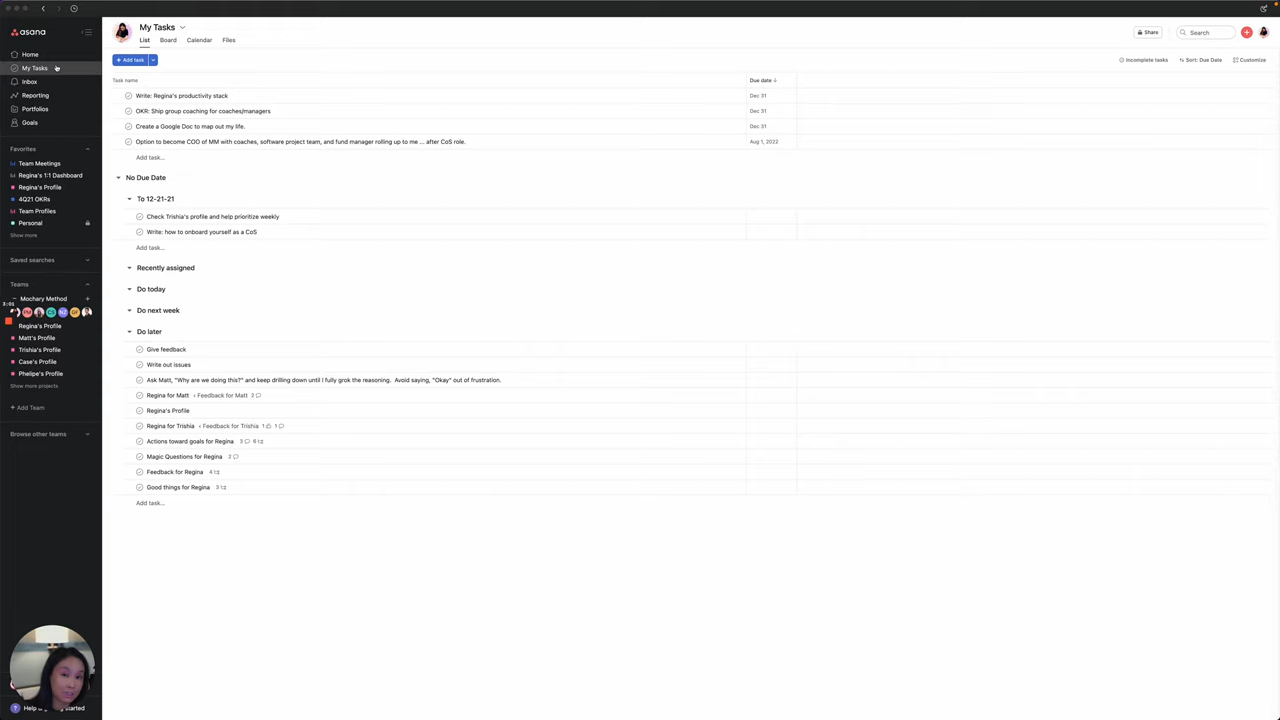 asana
My Tasks
Share
Search
List Board Calendar Files
Home
My Tasks
Inbox
Reporting
Portfolios
Goals
+ Add task
Incomplete tasks
Sort: Due Date
Customize
Task name
Due date
Write: Regina's productivity stack Dec 31
OKR: Ship group coaching for coaches/managers Dec 31
Create a Google Doc to map out my life. Dec 31
Option to become COO of MM with coaches, software project team, and fund manager rolling up to me ... after CoS role. Aug 1, 2022
Add task...
No Due Date
To 12-21-21
Check Trishia's profile and help prioritize weekly
Write: how to onboard yourself as a CoS
Add task...
Recently assigned
Do today
Do next week
Do later
Give feedback
Write out issues
Ask Matt, "Why are we doing this?" and keep drilling down until I fully grok the reasoning. Avoid saying, "Okay" out of frustration.
Regina for Matt ‹ Feedback for Matt 2
Regina's Profile
Regina for Trishia ‹ Feedback for Trishia 1 1
Actions toward goals for Regina 3 6
Magic Questions for Regina 2
Feedback for Regina 4
Good things for Regina 3
Add task...
Favorites
Team Meetings
Regina's 1:1 Dashboard
Regina's Profile
4Q21 OKRs
Team Profiles
Personal
Show more
Saved searches
Teams
Mochary Method
3:01
Regina's Profile
Matt's Profile
Trishia's Profile
Case's Profile
Phelipe's Profile
Show more projects
+ Add Team
Browse other teams